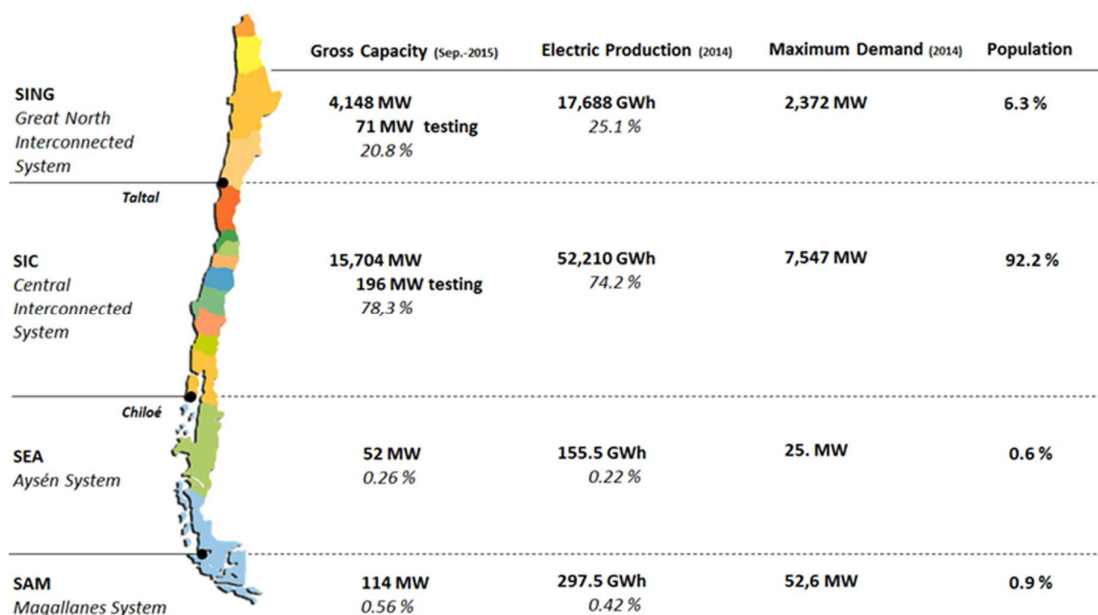 Gross Capacity (Sep.-2015) Electric Production (2014) Maximum Demand (2014) Population
SING 4,148 MW 17,688 GWh 2,372 MW 6.3 %
Great North 71 MW testing 25.1 %
Interconnected 20.8 %
System
Taltal
SIC 15,704 MW 52,210 GWh 7,547 MW 92.2 %
Central 196 MW testing 74.2 %
Interconnected 78,3 %
System
Chiloé
SEA 52 MW 155.5 GWh 25. MW 0.6 %
Aysén System 0.26 % 0.22 %
SAM 114 MW 297.5 GWh 52,6 MW 0.9 %
Magallanes System 0.56 % 0.42 %